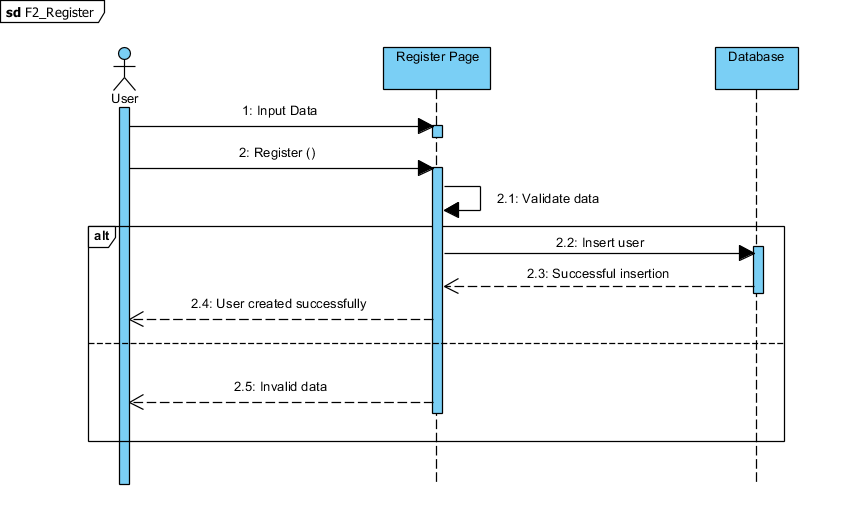 sd F2_Register
User
Register Page
Database
1: Input Data
2: Register ()
2.1: Validate data
alt
2.2: Insert user
2.3: Successful insertion
2.4: User created successfully
2.5: Invalid data